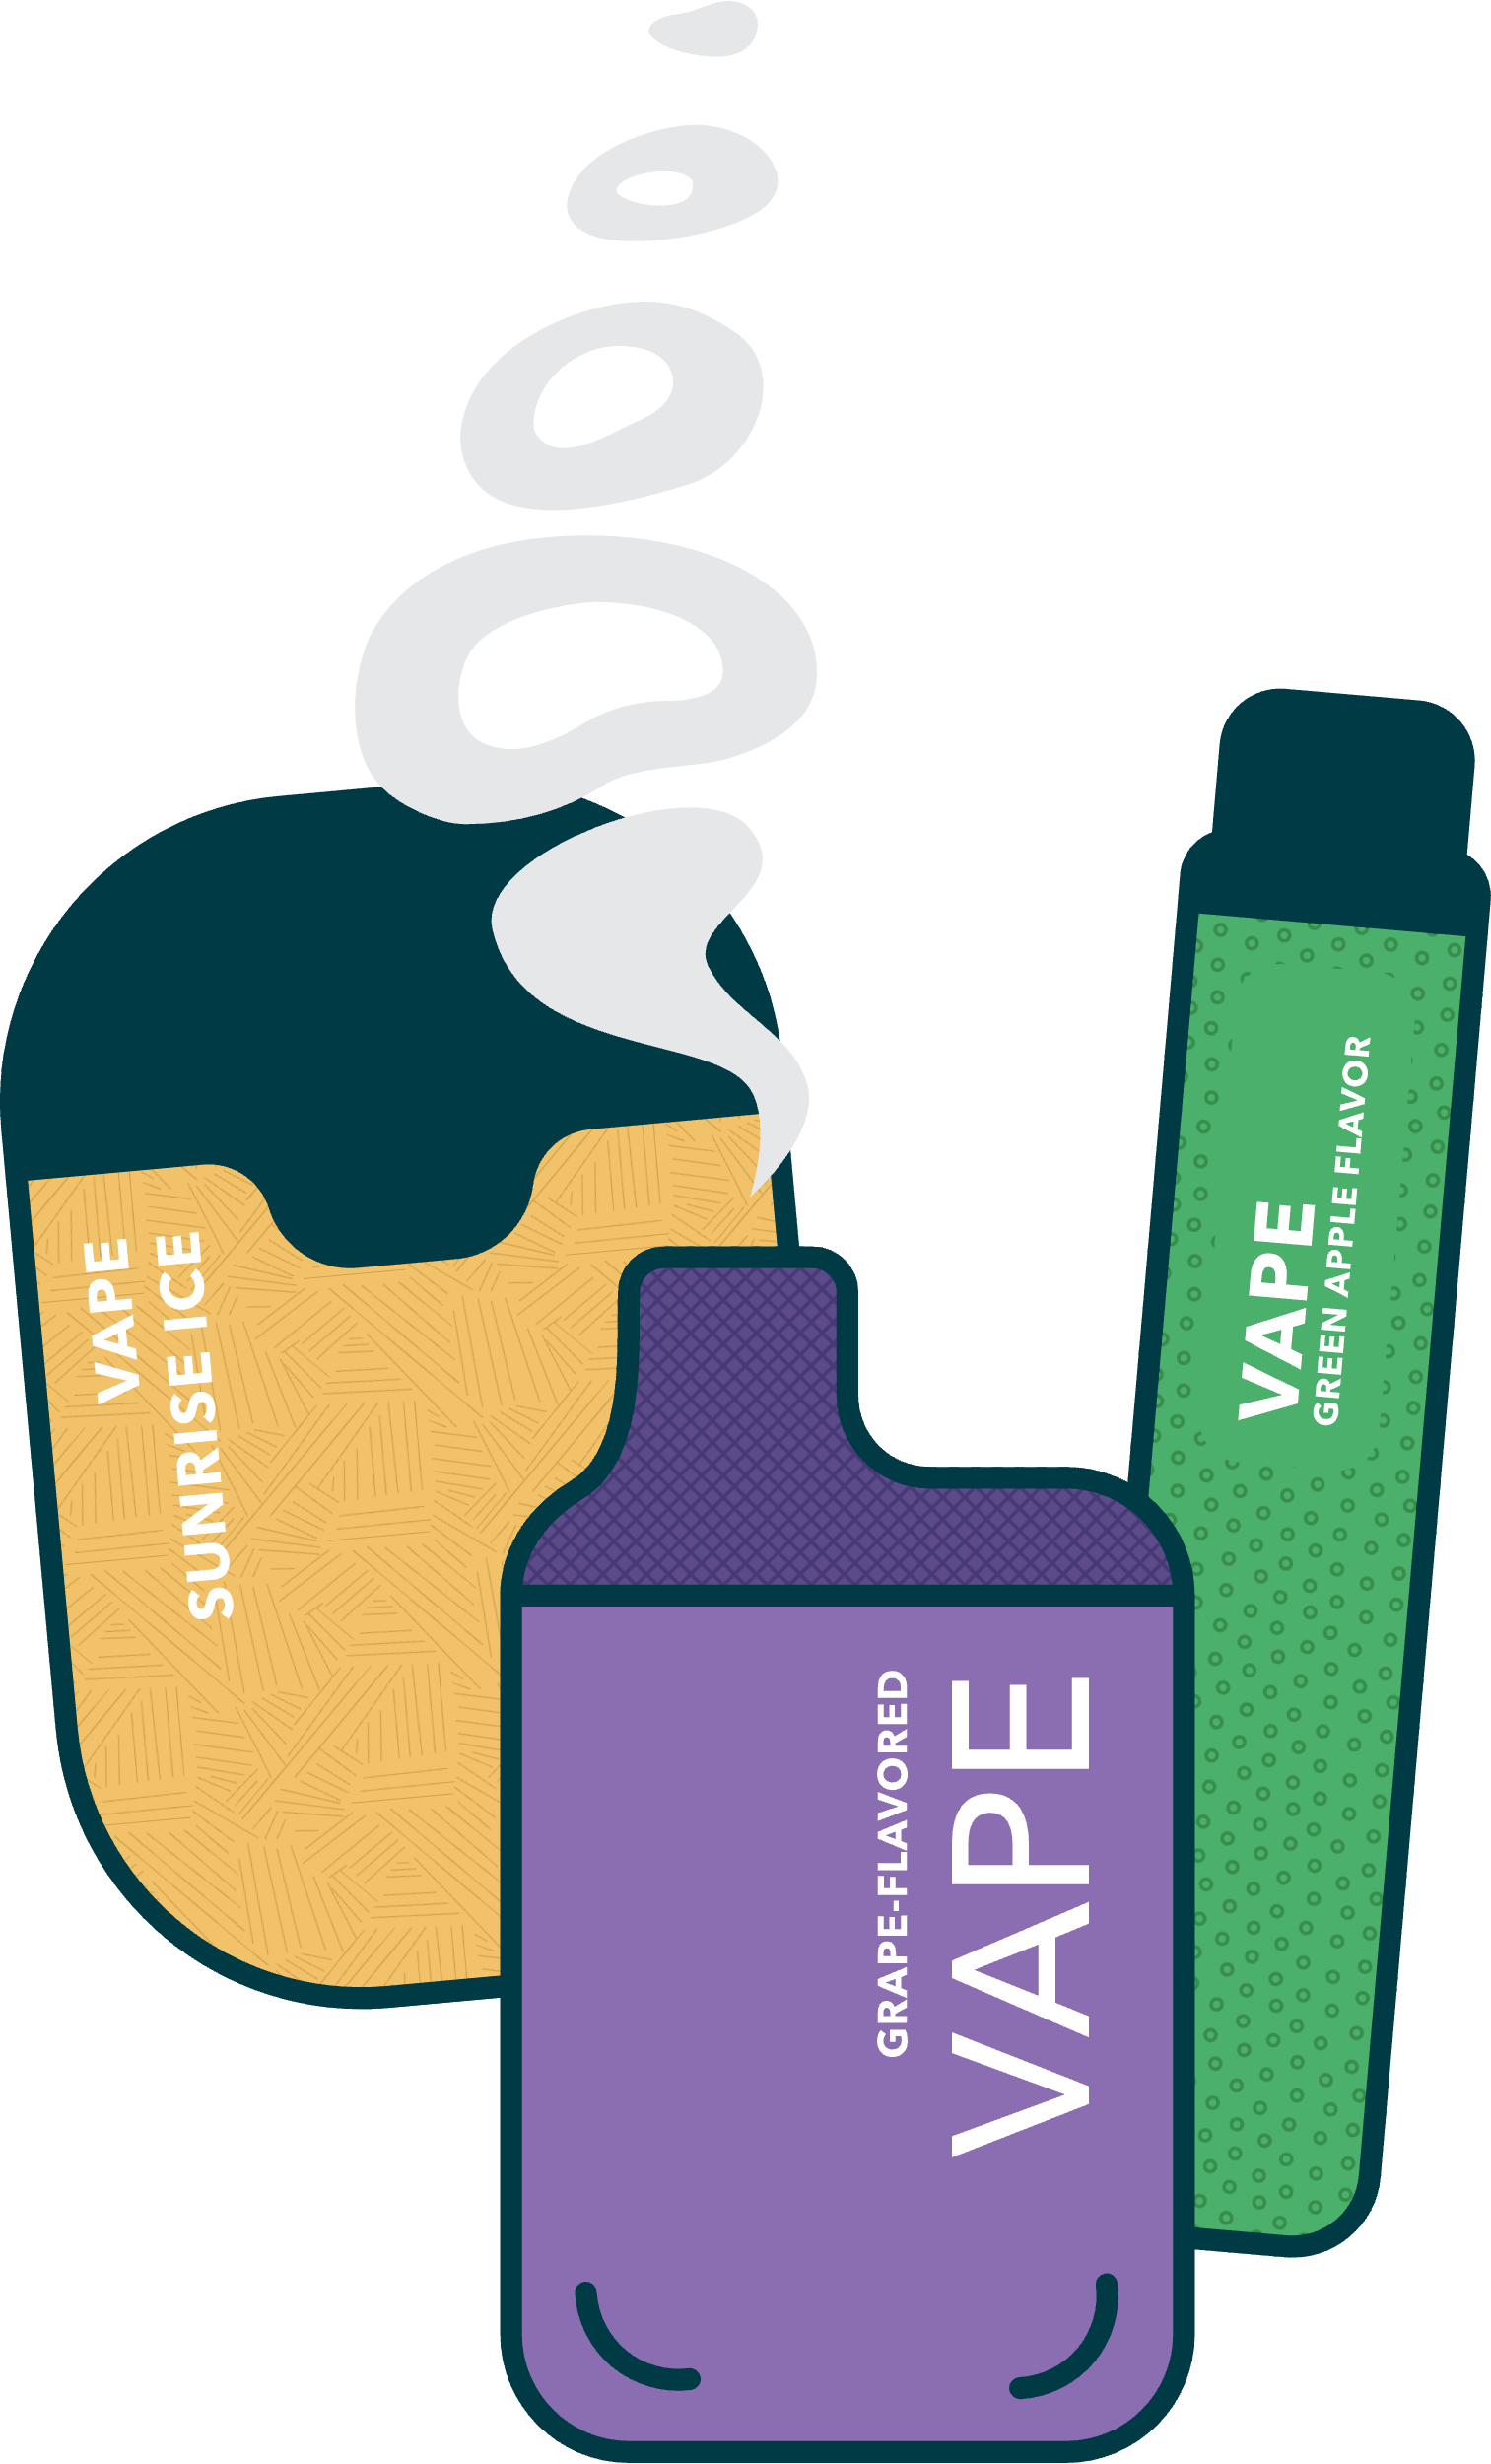 VAPE
SUNRISE ICE
GRAPE-FLAVORED
VAPE
VAPE
GREEN APPLE FLAVOR